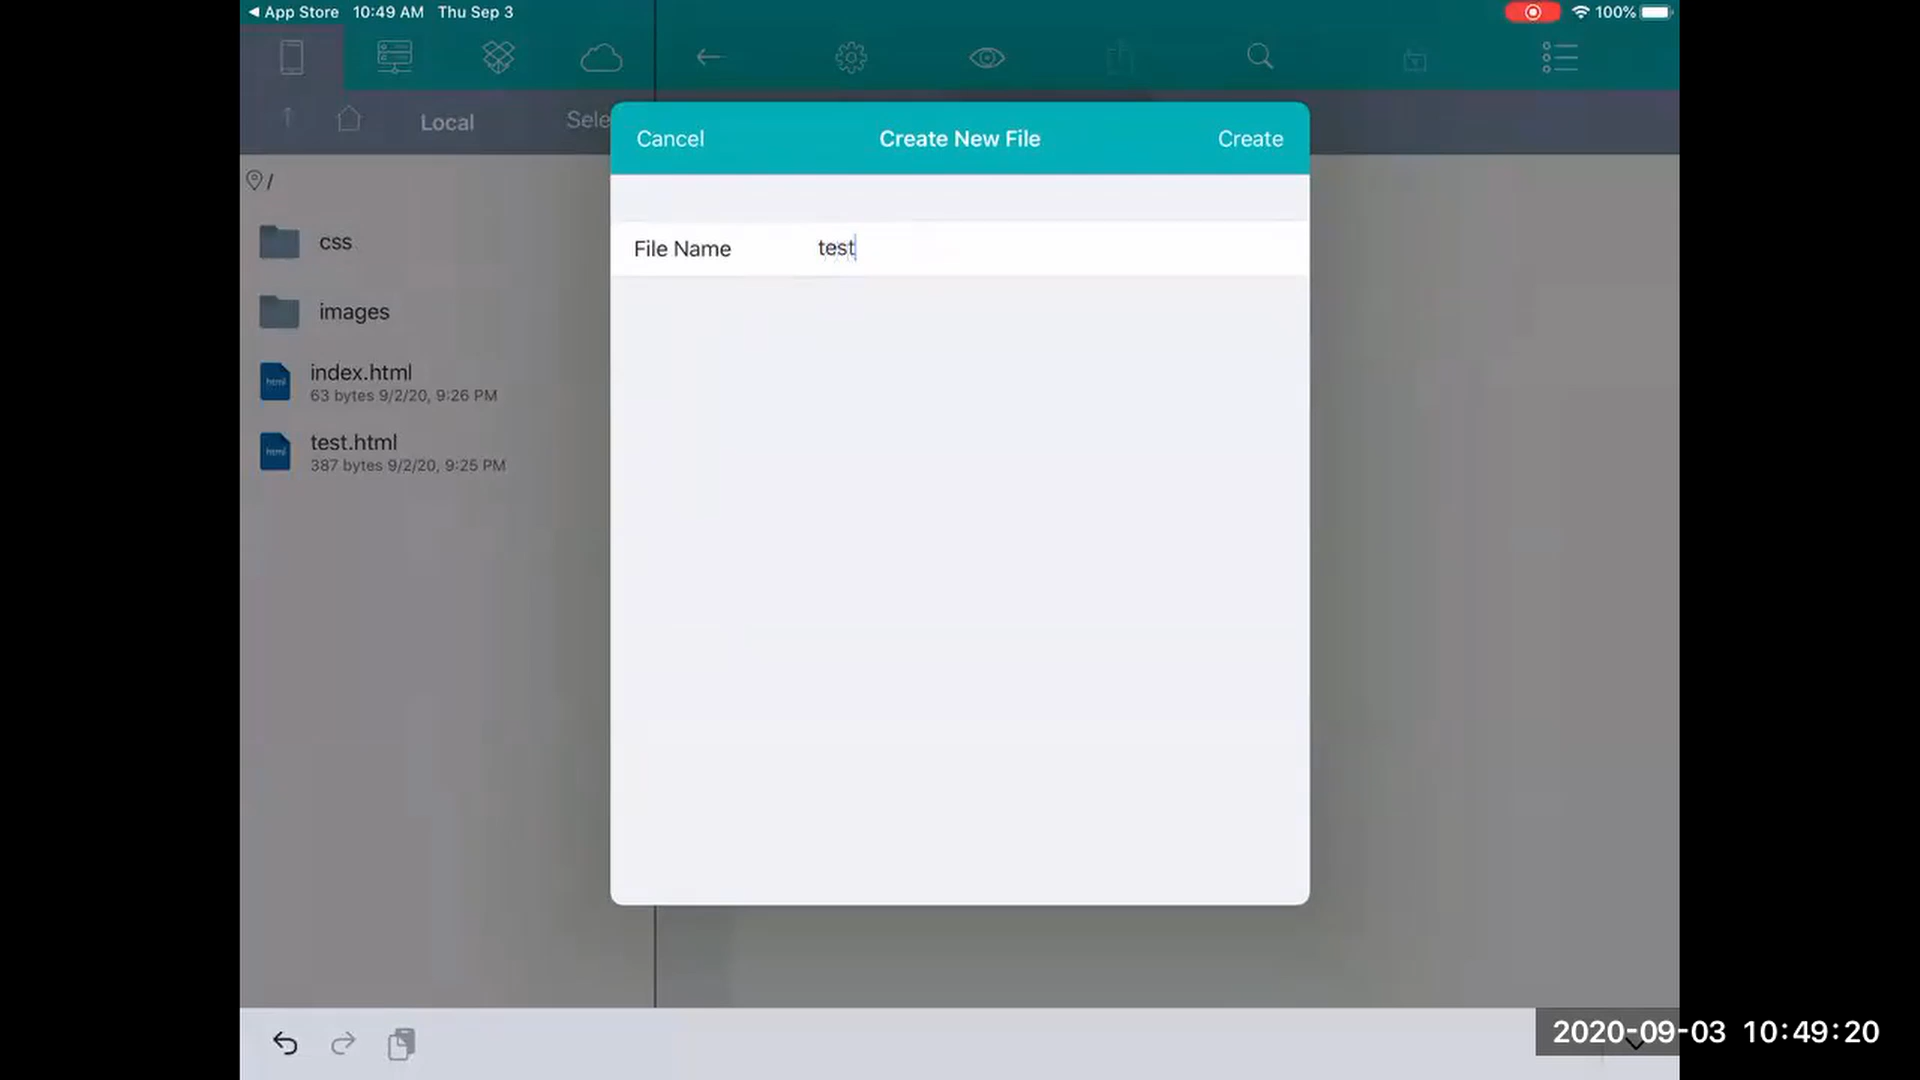 ◀ App Store 10:49 AM Thu Sep 3
100%
Local Sele
Cancel Create New File Create
/
File Name test
css
images
html
index.html
63 bytes 9/2/20, 9:26 PM
html
test.html
387 bytes 9/2/20, 9:25 PM
2020-09-03 10:49:20